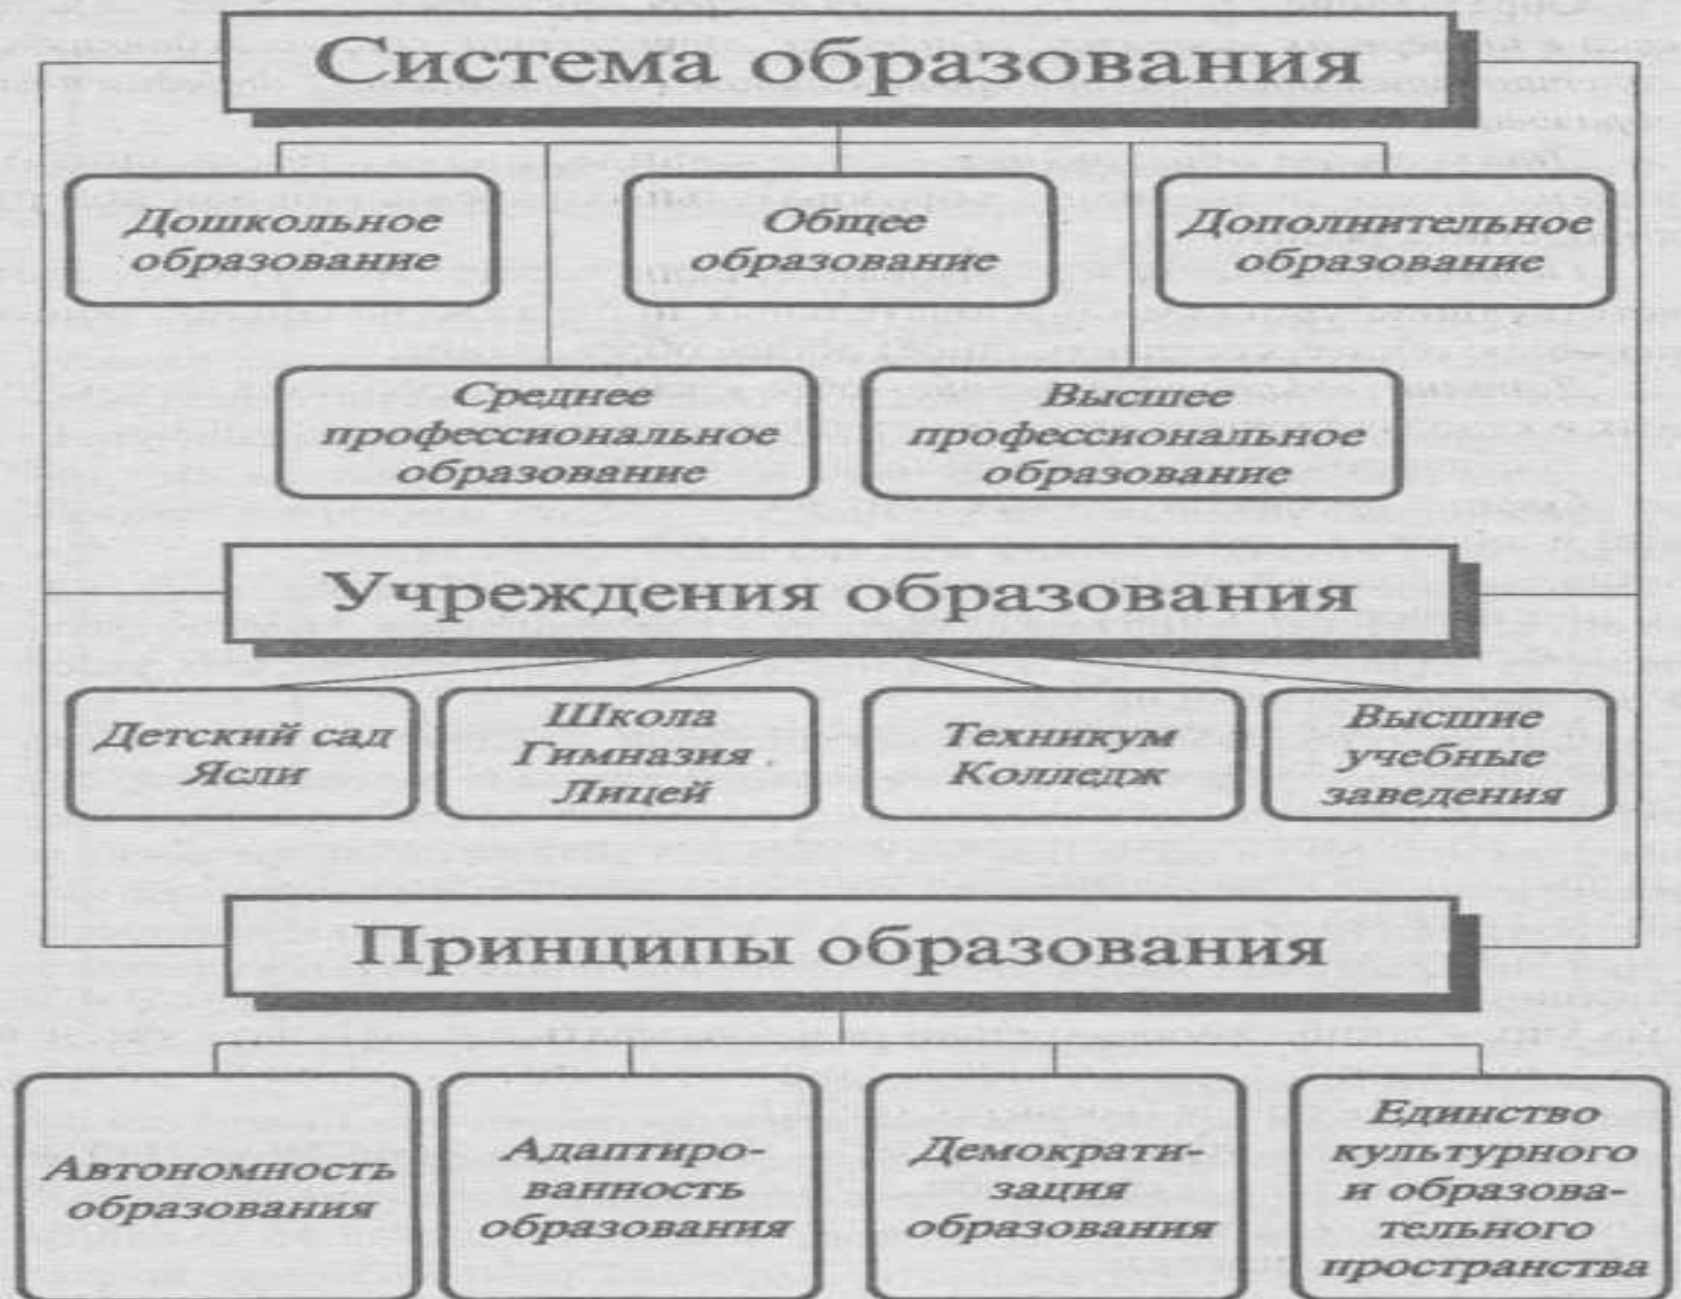 Система образования
Дошкольное
образование
Общее
образование
Дополнительное
образование
Среднее
профессиональное
образование
Высшее
профессиональное
образование
Учреждения образования
Детский сад
Ясли
Школа
Гимназия
Лицей
Техникум
Колледж
Высшие
учебные
заведения
Принципы образования
Автономность
образования
Адаптиро-
ванность
образования
Демократи-
зация
образования
Единство
культурного
и образова-
тельного
пространства